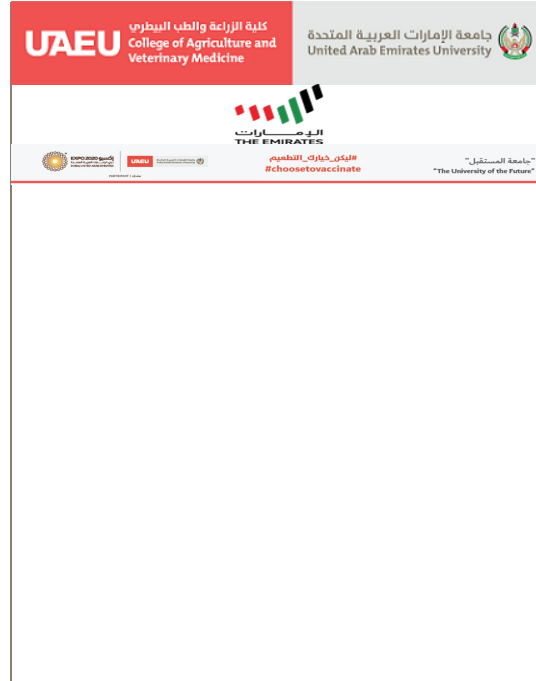 UAEU
كلية الزراعة والطب البيطري
College of Agriculture and
Veterinary Medicine
جامعة الإمارات العربية المتحدة
United Arab Emirates University
الإمارات
THE EMIRATES
EXPO 2020 إكسبو
UAEU
#ليكن_خيارك_التطعيم
#choosetovaccinate
"جامعة المستقبل"
"The University of the Future"